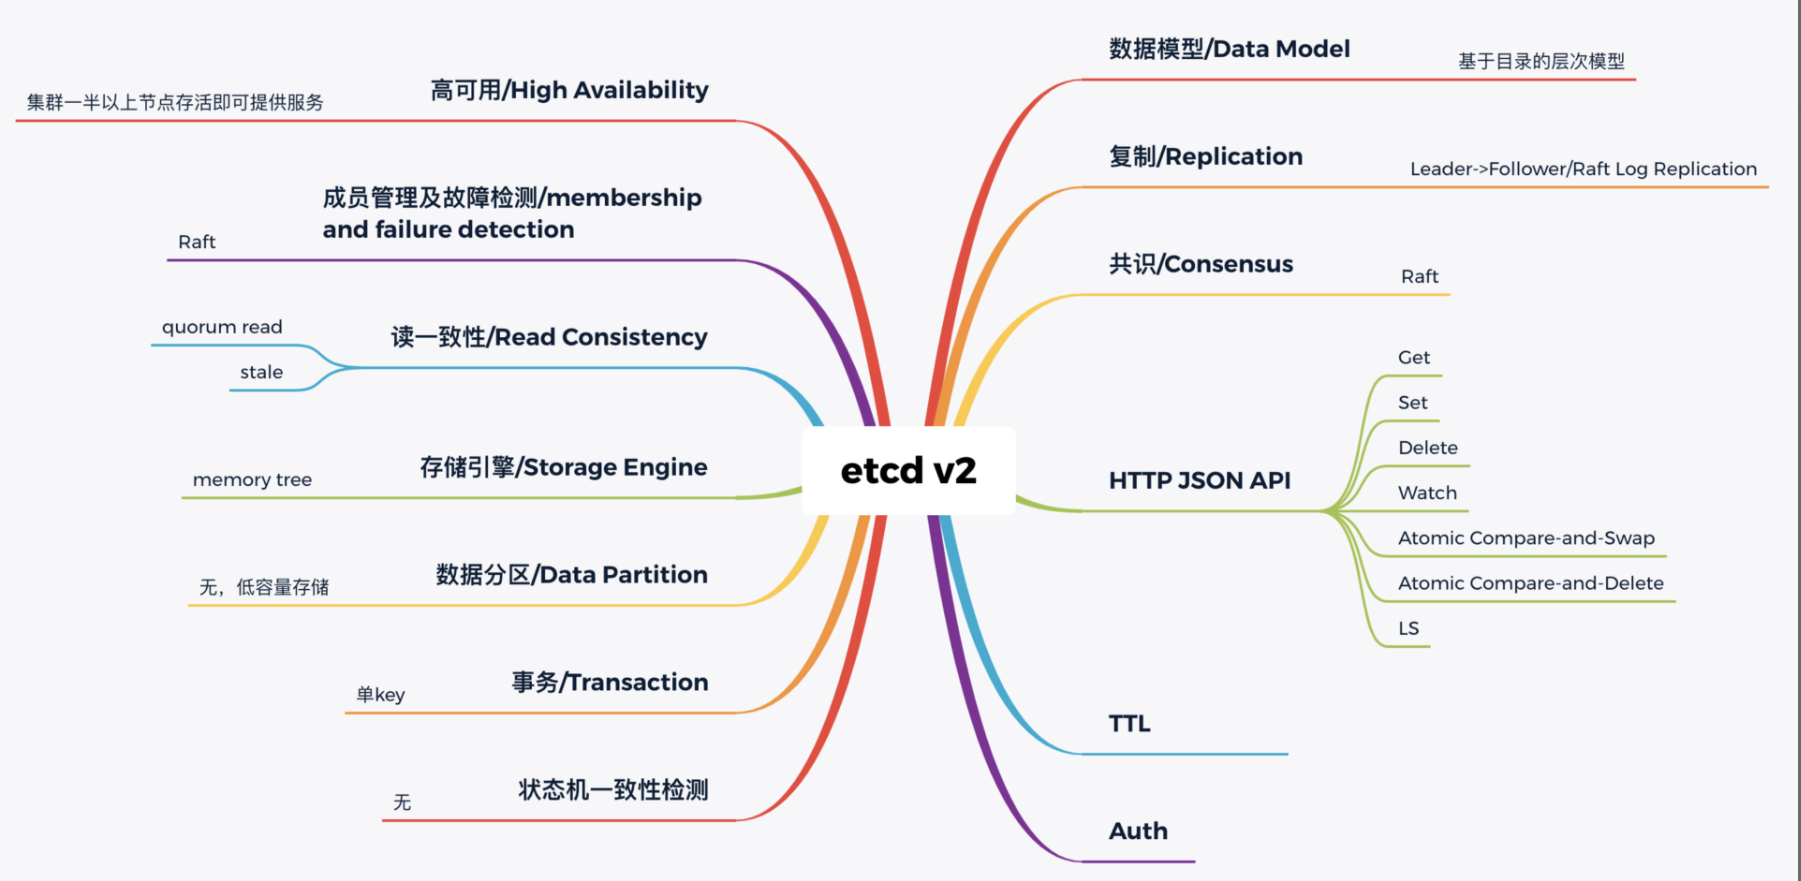 etcd v2
数据模型/Data Model
基于目录的层次模型
复制/Replication
Leader->Follower/Raft Log Replication
共识/Consensus
Raft
HTTP JSON API
Get
Set
Delete
Watch
Atomic Compare-and-Swap
Atomic Compare-and-Delete
LS
TTL
Auth
高可用/High Availability
集群一半以上节点存活即可提供服务
成员管理及故障检测/membership
and failure detection
Raft
读一致性/Read Consistency
quorum read
stale
存储引擎/Storage Engine
memory tree
数据分区/Data Partition
无，低容量存储
事务/Transaction
单key
状态机一致性检测
无